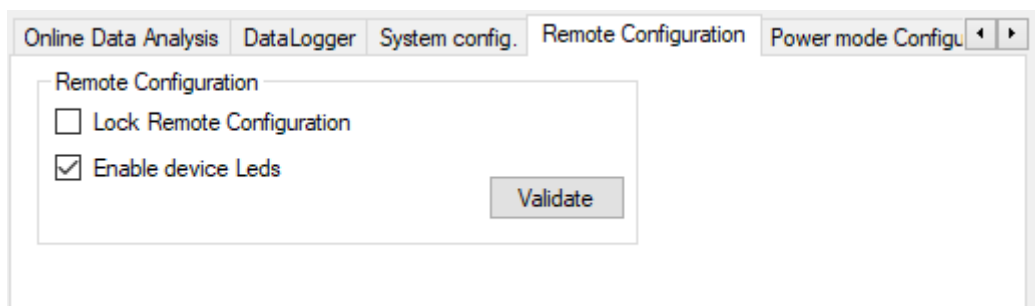 Online Data Analysis DataLogger System config. Remote Configuration Power mode Configu
Remote Configuration
Lock Remote Configuration
Enable device Leds
Validate